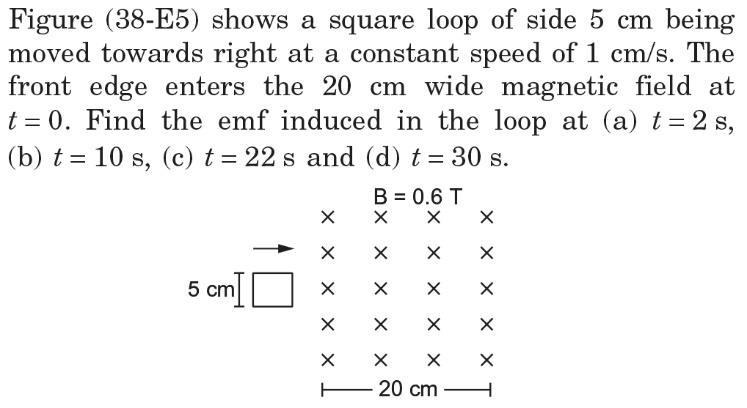 Figure (38-E5) shows a square loop of side 5 cm being
moved towards right at a constant speed of 1 cm/s. The
front edge enters the 20 cm wide magnetic field at
t = 0. Find the emf induced in the loop at (a) t = 2 s,
(b) t = 10 s, (c) t = 22 s and (d) t = 30 s.
B = 0.6 T
× × × ×
× × × ×
5 cm × × × ×
× × × ×
× × × ×
20 cm